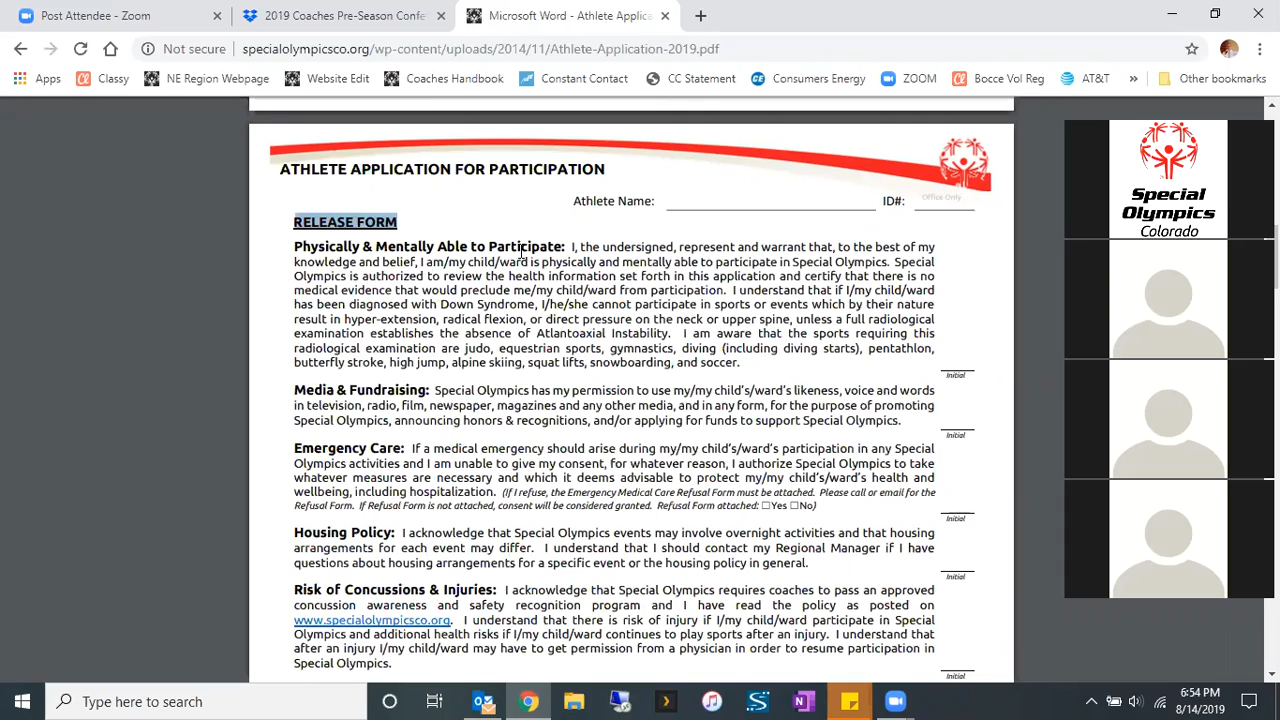 Post Attendee - Zoom
2019 Coaches Pre-Season Confe
Microsoft Word - Athlete Applica
Not secure
specialolympicsco.org/wp-content/uploads/2014/11/Athlete-Application-2019.pdf
Apps
Classy
NE Region Webpage
Website Edit
Coaches Handbook
Constant Contact
CC Statement
Consumers Energy
ZOOM
Bocce Vol Reg
AT&T
»
Other bookmarks
ATHLETE APPLICATION FOR PARTICIPATION
Office Only
Athlete Name: ID#:
RELEASE FORM
Physically & Mentally Able to Participate: I, the undersigned, represent and warrant that, to the best of my
knowledge and belief, I am/my child/ward is physically and mentally able to participate in Special Olympics. Special
Olympics is authorized to review the health information set forth in this application and certify that there is no
medical evidence that would preclude me/my child/ward from participation. I understand that if I/my child/ward
has been diagnosed with Down Syndrome, I/he/she cannot participate in sports or events which by their nature
result in hyper-extension, radical flexion, or direct pressure on the neck or upper spine, unless a full radiological
examination establishes the absence of Atlantoaxial Instability. I am aware that the sports requiring this
radiological examination are judo, equestrian sports, gymnastics, diving (including diving starts), pentathlon,
butterfly stroke, high jump, alpine skiing, squat lifts, snowboarding, and soccer.
Initial
Media & Fundraising: Special Olympics has my permission to use my/my child's/ward's likeness, voice and words
in television, radio, film, newspaper, magazines and any other media, and in any form, for the purpose of promoting
Special Olympics, announcing honors & recognitions, and/or applying for funds to support Special Olympics.
Initial
Emergency Care: If a medical emergency should arise during my/my child's/ward's participation in any Special
Olympics activities and I am unable to give my consent, for whatever reason, I authorize Special Olympics to take
whatever measures are necessary and which it deems advisable to protect my/my child's/ward's health and
wellbeing, including hospitalization. (If I refuse, the Emergency Medical Care Refusal Form must be attached. Please call or email for the
Refusal Form. If Refusal Form is not attached, consent will be considered granted. Refusal Form attached: ☐Yes ☐No)
Initial
Housing Policy: I acknowledge that Special Olympics events may involve overnight activities and that housing
arrangements for each event may differ. I understand that I should contact my Regional Manager if I have
questions about housing arrangements for a specific event or the housing policy in general.
Initial
Risk of Concussions & Injuries: I acknowledge that Special Olympics requires coaches to pass an approved
concussion awareness and safety recognition program and I have read the policy as posted on
www.specialolympicsco.org. I understand that there is risk of injury if I/my child/ward participate in Special
Olympics and additional health risks if I/my child/ward continues to play sports after an injury. I understand that
after an injury I/my child/ward may have to get permission from a physician in order to resume participation in
Special Olympics.
Initial
Special
Olympics
Colorado
Type here to search
6:54 PM
8/14/2019